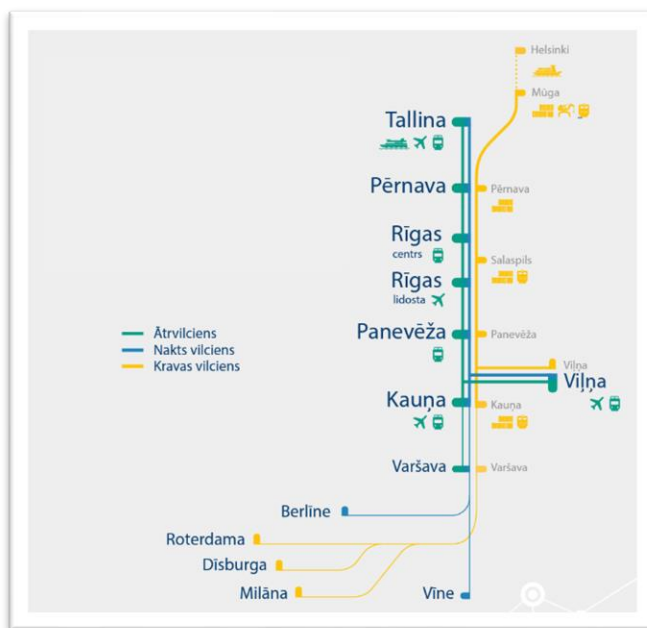 Helsinki
Mūga
Tallina
Pērnava
Pērnava
Rīgas
centrs
Salaspils
Rīgas
lidosta
Ātrvilciens
Nakts vilciens
Kravas vilciens
Panevēža
Panevēža
Viļņa
Viļņa
Kauņa
Kauņa
Varšava
Varšava
Berlīne
Roterdama
Dīsburga
Milāna
Vīne